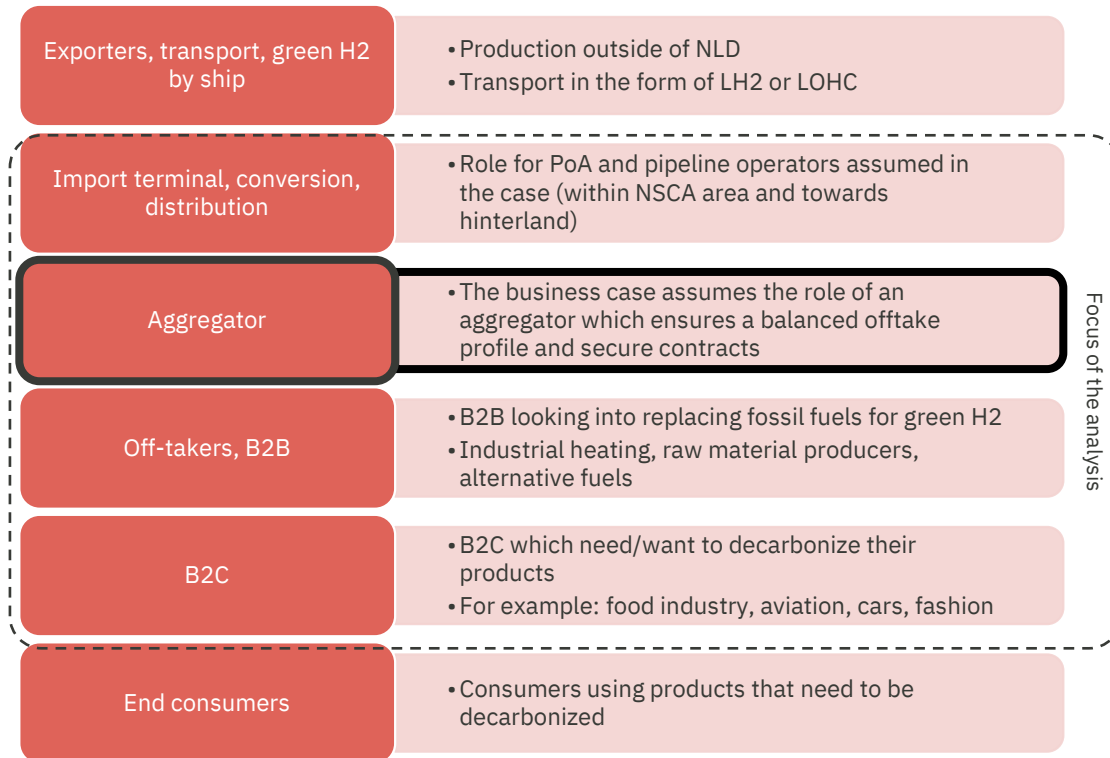 Exporters, transport, green H2
by ship
•Production outside of NLD
•Transport in the form of LH2 or LOHC
Import terminal, conversion,
distribution
•Role for PoA and pipeline operators assumed in
the case (within NSCA area and towards
hinterland)
Aggregator
•The business case assumes the role of an
aggregator which ensures a balanced offtake
profile and secure contracts
Off-takers, B2B
•B2B looking into replacing fossil fuels for green H2
•Industrial heating, raw material producers,
alternative fuels
B2C
•B2C which need/want to decarbonize their
products
•For example: food industry, aviation, cars, fashion
End consumers
•Consumers using products that need to be
decarbonized
Focus of the analysis